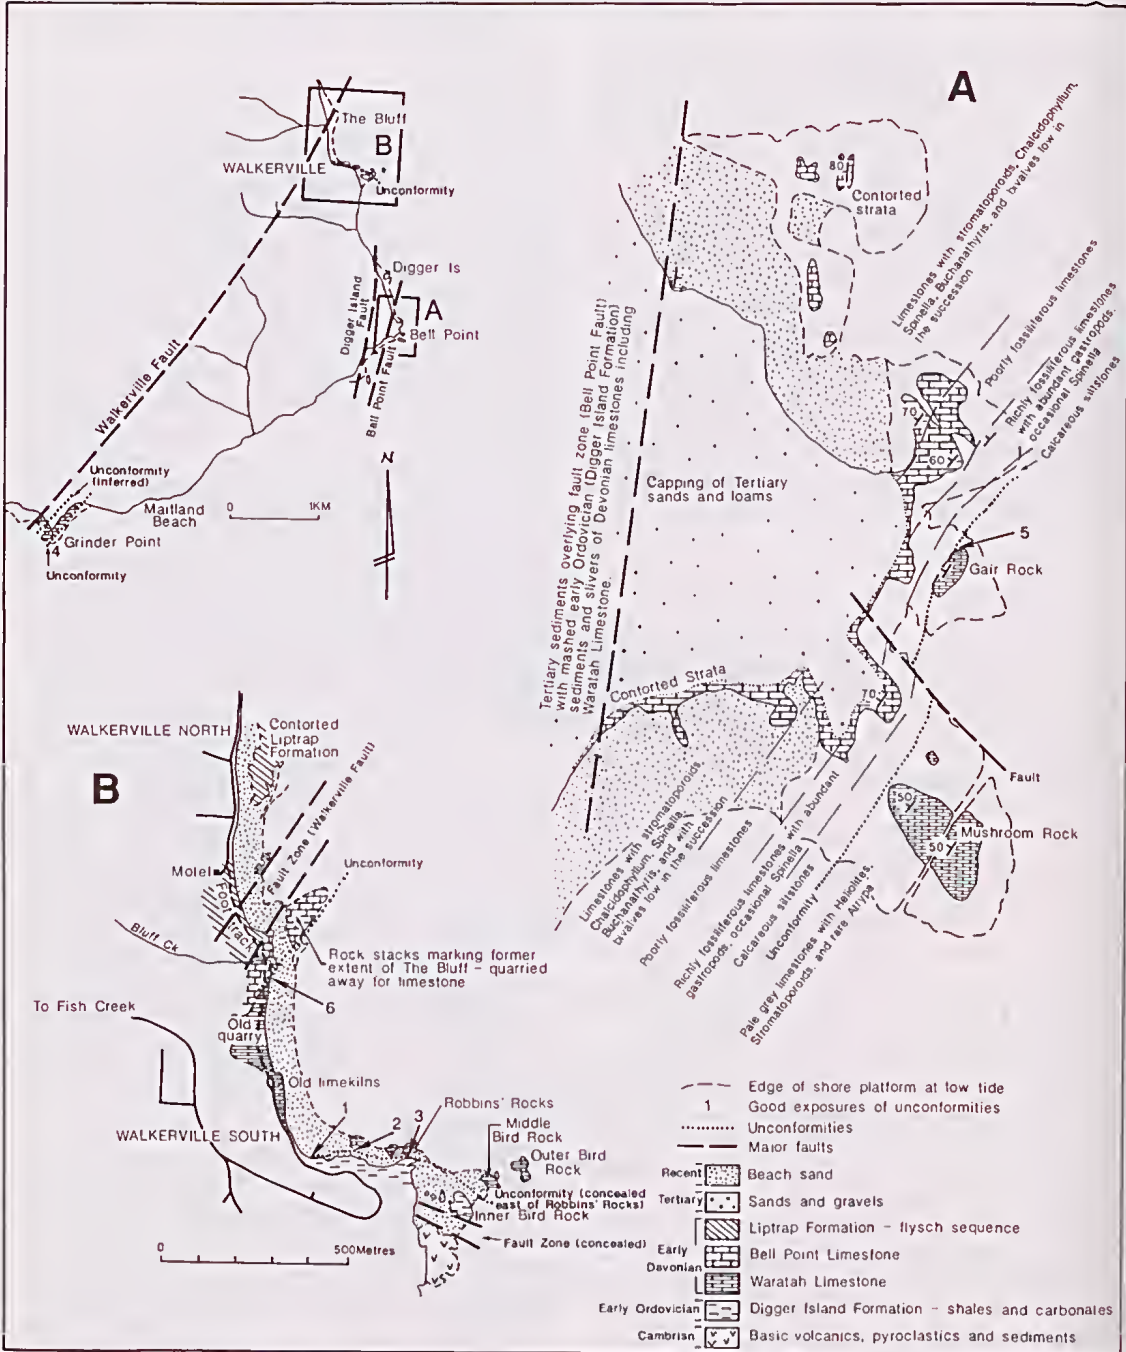 A
The Bluff
B
WALKERVILLE
Unconformity
Digger Is
A
Bell Point
Digger Island
Fault
Bell Point Fault
Walkerville Fault
Unconformity
(inferred)
Maitland
Beach
4
Grinder Point
Unconformity
0 1KM
N
80
Contorted
strata
Limestones with stromatoporoids, Chalcidophyllum,
Spinella, Buchanathyris, and bivalves low in
the succession
Poorly fossiliferous limestones
Richly fossiliferous limestones
with abundant gastropods,
occasional Spinella
Calcareous siltstones
70
60
Capping of Tertiary
sands and loams
Tertiary sediments overlying fault zone (Bell Point Fault)
with mashed early Ordovician (Digger Island Formation)
sediments and slivers of Devonian limestones including
Waratah Limestone.
5
Gair Rock
Contorted Strata
70
Fault
50
50
Mushroom Rock
Limestones with stromatoporoids,
Chalcidophyllum, Spinella,
Buchanathyris, and with
bivalves low in the succession
Poorly fossiliferous limestones
Richly fossiliferous limestones with abundant
gastropods, occasional Spinella
Calcareous siltstones
Unconformity
Pale grey limestones with Heliolites,
Stromatoporoids, and rare Atrypa
WALKERVILLE NORTH
B
Contorted
Liptrap
Formation
Fault Zone (Walkerville Fault)
Unconformity
Motel
Foot
track
Bluff Ck
Rock stacks marking former
extent of The Bluff – quarried
away for limestone
6
To Fish Creek
Old
quarry
Old limekilns
1
2
3
Robbins' Rocks
WALKERVILLE SOUTH
Middle
Bird Rock
Outer Bird
Rock
Unconformity (concealed
east of Robbins' Rocks)
Inner Bird Rock
Fault Zone (concealed)
0 500Metres
Edge of shore platform at low tide
1 Good exposures of unconformities
Unconformities
Major faults
Recent Beach sand
Tertiary Sands and gravels
Liptrap Formation – flysch sequence
Early
Devonian
Bell Point Limestone
Waratah Limestone
Early Ordovician Digger Island Formation – shales and carbonates
Cambrian Basic volcanics, pyroclastics and sediments